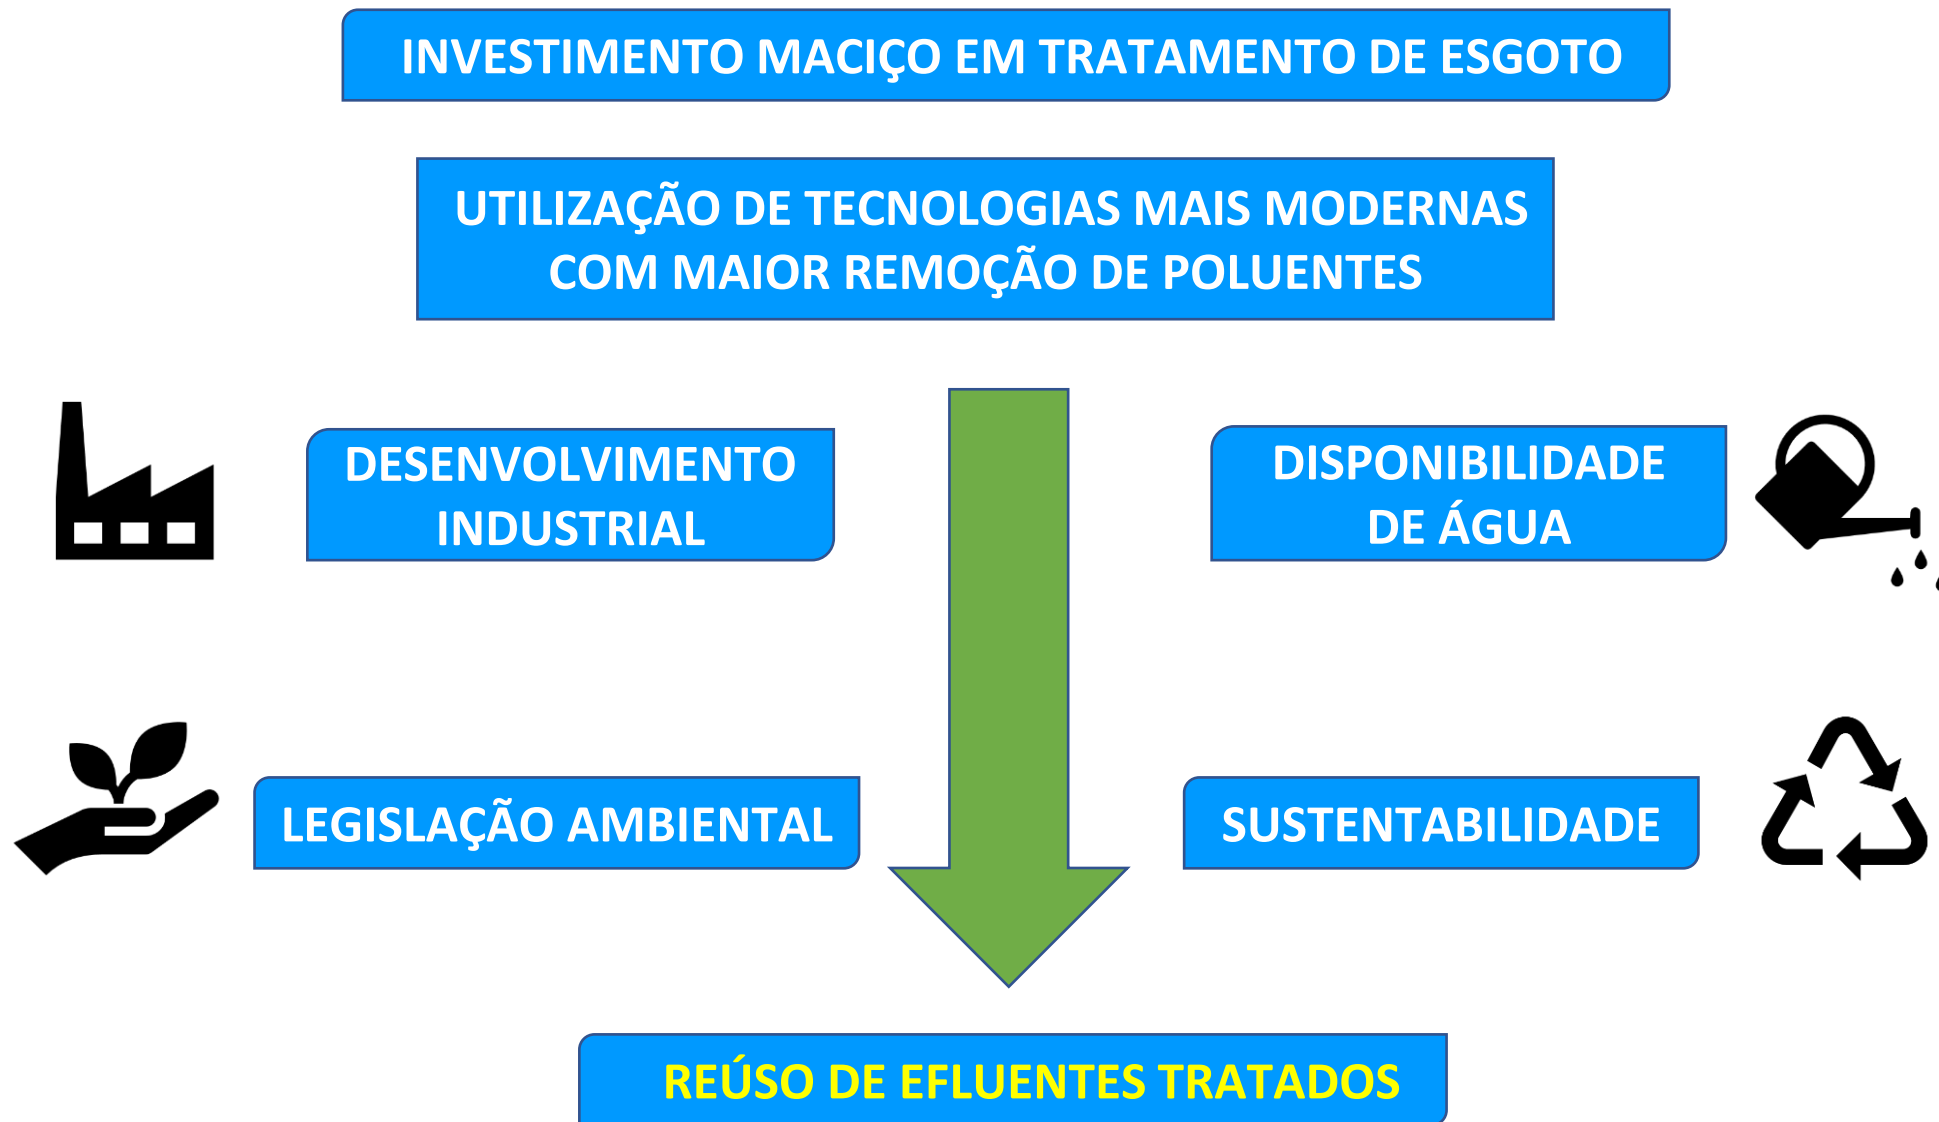 INVESTIMENTO MACIÇO EM TRATAMENTO DE ESGOTO
UTILIZAÇÃO DE TECNOLOGIAS MAIS MODERNAS
COM MAIOR REMOÇÃO DE POLUENTES
DESENVOLVIMENTO
INDUSTRIAL
DISPONIBILIDADE
DE ÁGUA
LEGISLAÇÃO AMBIENTAL
SUSTENTABILIDADE
REÚSO DE EFLUENTES TRATADOS